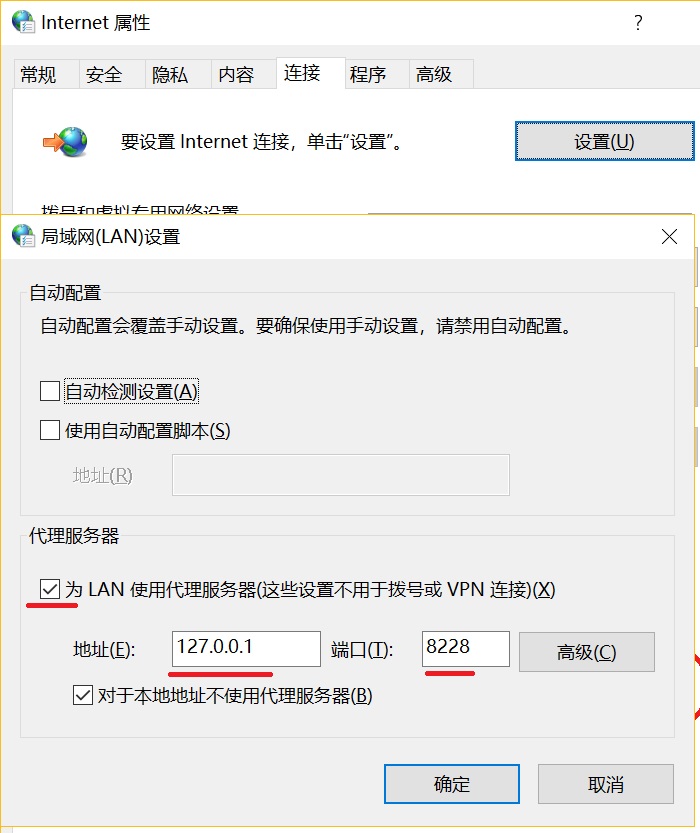 Internet 属性
?
常规 安全 隐私 内容 连接 程序 高级
要设置 Internet 连接，单击“设置”。
设置(U)
拨号和虚拟专用网络设置
局域网(LAN)设置
自动配置
自动配置会覆盖手动设置。要确保使用手动设置，请禁用自动配置。
自动检测设置(A)
使用自动配置脚本(S)
地址(R)
代理服务器
为 LAN 使用代理服务器(这些设置不用于拨号或 VPN 连接)(X)
地址(E): 127.0.0.1 端口(T): 8228 高级(C)
对于本地地址不使用代理服务器(B)
确定 取消